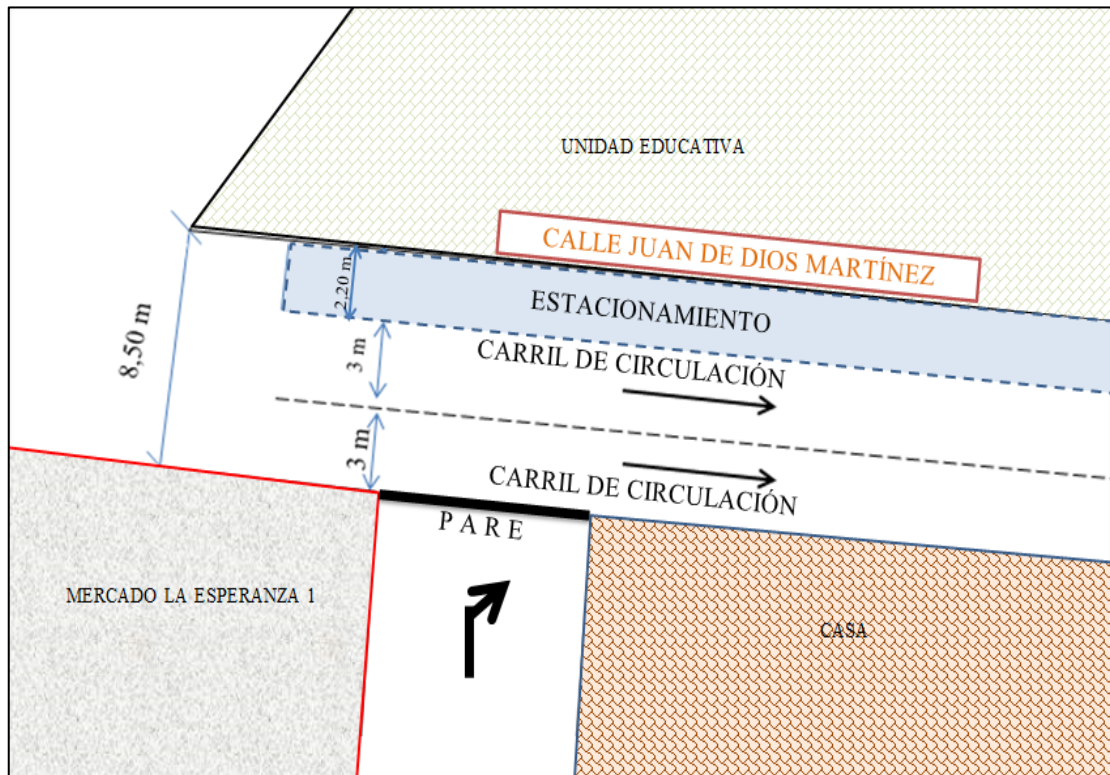 UNIDAD EDUCATIVA
CALLE JUAN DE DIOS MARTÍNEZ
2,20 m
ESTACIONAMIENTO
8,50 m
3 m
CARRIL DE CIRCULACIÓN
3 m
CARRIL DE CIRCULACIÓN
P A R E
MERCADO LA ESPERANZA 1
CASA